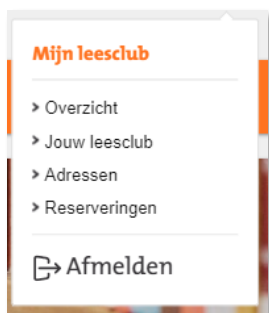 Mijn leesclub
Overzicht
Jouw leesclub
Adressen
Reserveringen
Afmelden